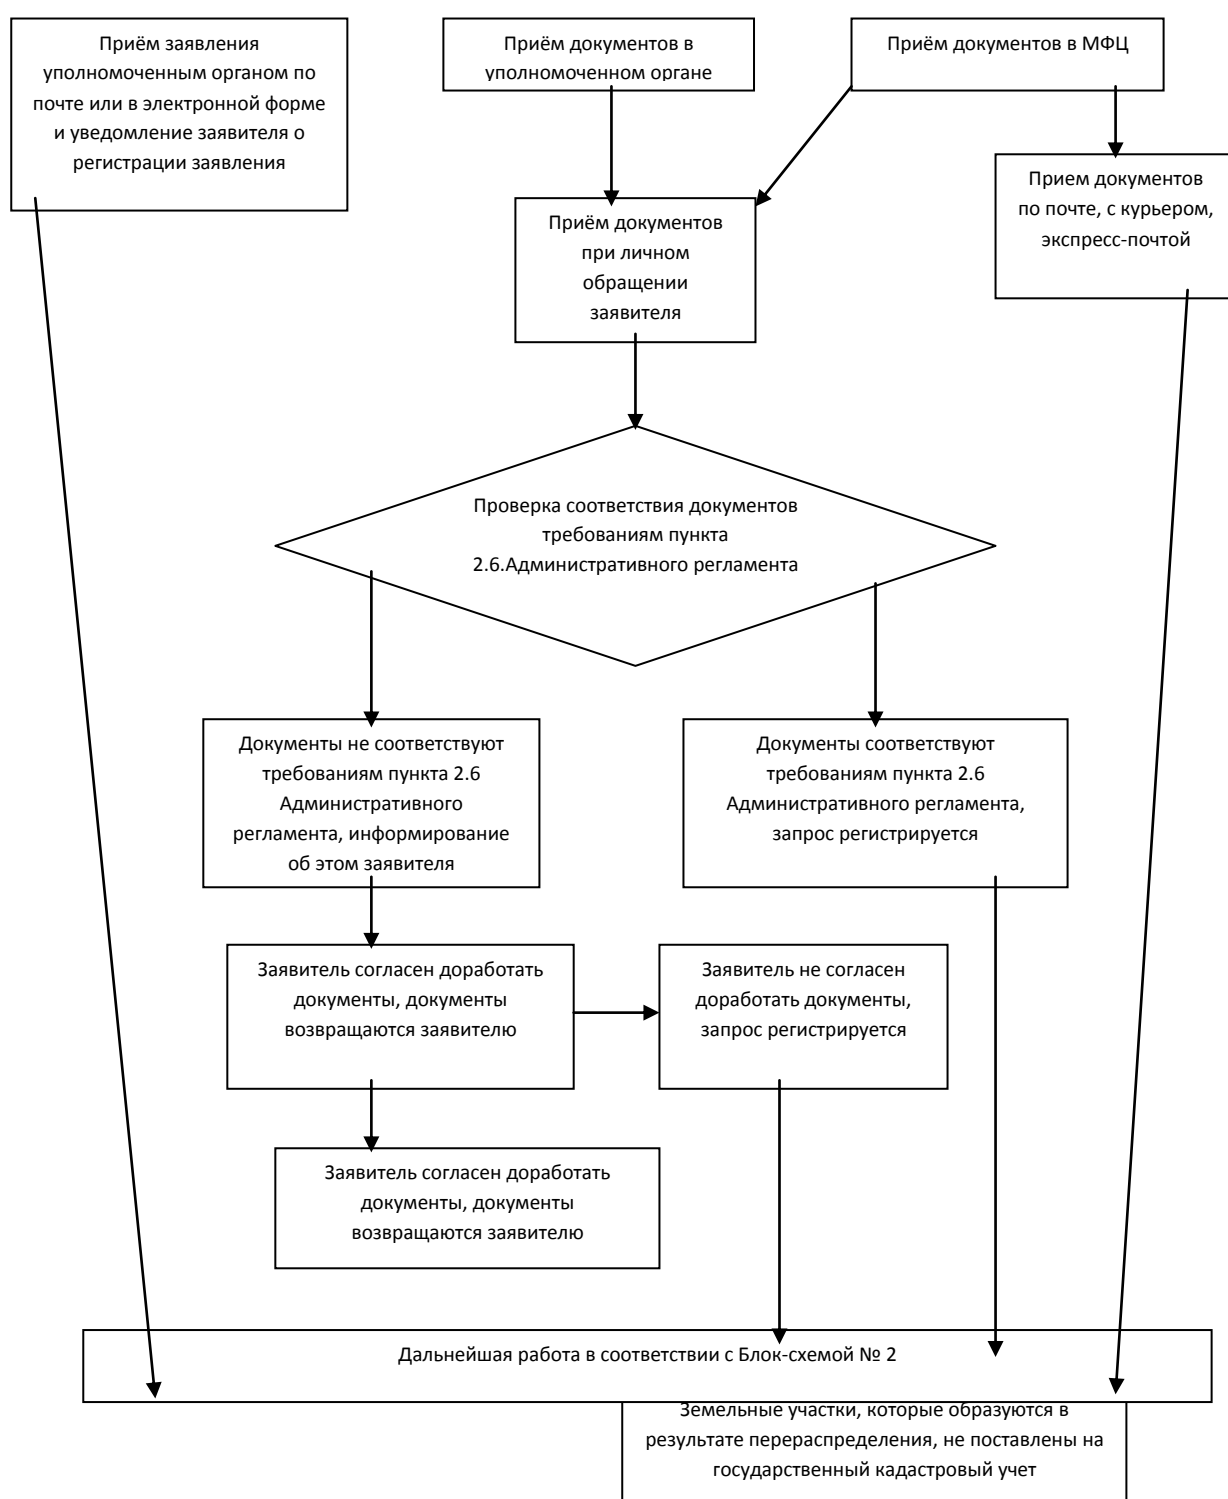 Приём заявления
уполномоченным органом по
почте или в электронной форме
и уведомление заявителя о
регистрации заявления
Приём документов в
уполномоченном органе
Приём документов в МФЦ
Прием документов
по почте, с курьером,
экспресс-почтой
Приём документов
при личном
обращении
заявителя
Проверка соответствия документов
требованиям пункта
2.6.Административного регламента
Документы не соответствуют
требованиям пункта 2.6
Административного
регламента, информирование
об этом заявителя
Документы соответствуют
требованиям пункта 2.6
Административного регламента,
запрос регистрируется
Заявитель согласен доработать
документы, документы
возвращаются заявителю
Заявитель не согласен
доработать документы,
запрос регистрируется
Заявитель согласен доработать
документы, документы
возвращаются заявителю
Дальнейшая работа в соответствии с Блок-схемой № 2
Земельные участки, которые образуются в
результате перераспределения, не поставлены на
государственный кадастровый учет